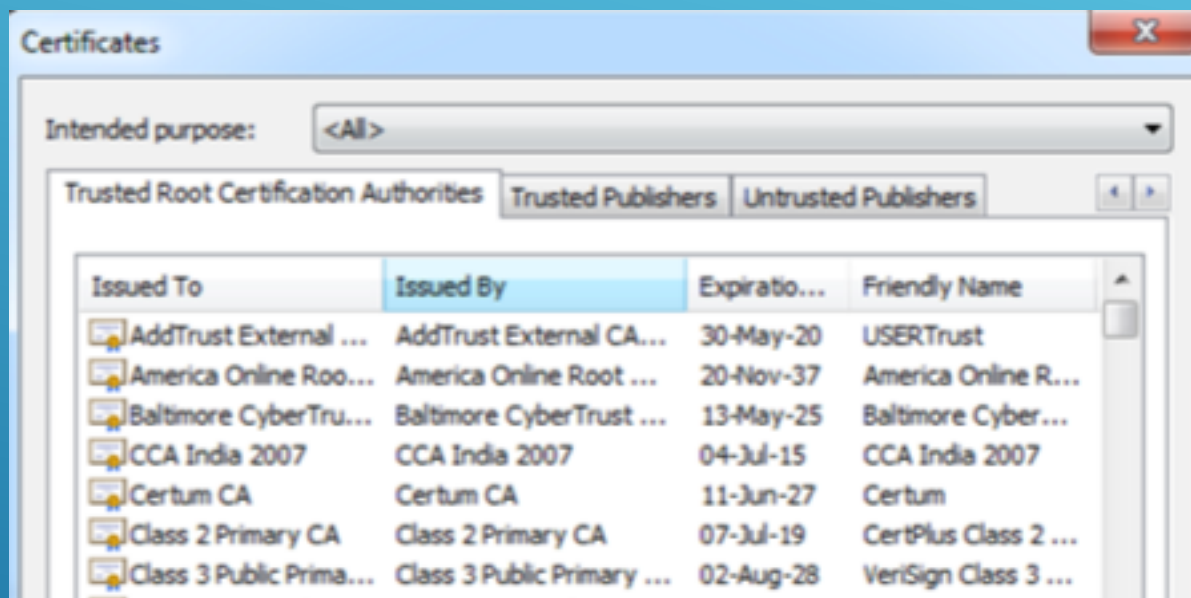 Certificates
Intended purpose: <All>
Trusted Root Certification Authorities Trusted Publishers Untrusted Publishers
Issued To Issued By Expiratio... Friendly Name
AddTrust External ... AddTrust External CA... 30-May-20 USERTrust
America Online Roo... America Online Root ... 20-Nov-37 America Online R...
Baltimore CyberTru... Baltimore CyberTrust ... 13-May-25 Baltimore Cyber...
CCA India 2007 CCA India 2007 04-Jul-15 CCA India 2007
Certum CA Certum CA 11-Jun-27 Certum
Class 2 Primary CA Class 2 Primary CA 07-Jul-19 CertPlus Class 2 ...
Class 3 Public Prima... Class 3 Public Primary ... 02-Aug-28 VeriSign Class 3 ...